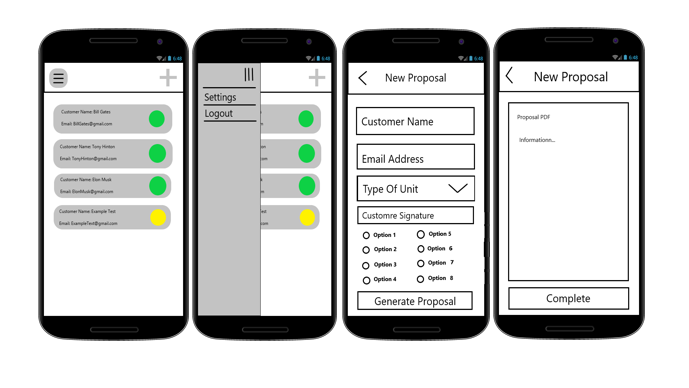 6:48
Customer Name: Bill Gates
Email: BillGates@gmail.com
Customer Name: Tony Hinton
Email: TonyHinton@gmail.com
Customer Name: Elon Musk
Email: ElonMusk@gmail.com
Customer Name: Example Test
Email: ExampleTest@gmail.com
6:48
Settings
Logout
k
est
6:48
New Proposal
Customer Name
Email Address
Type Of Unit
Customre Signature
Option 1
Option 5
Option 2
Option 6
Option 3
Option 7
Option 4
Option 8
Generate Proposal
6:48
New Proposal
Proposal PDF
Informationn...
Complete